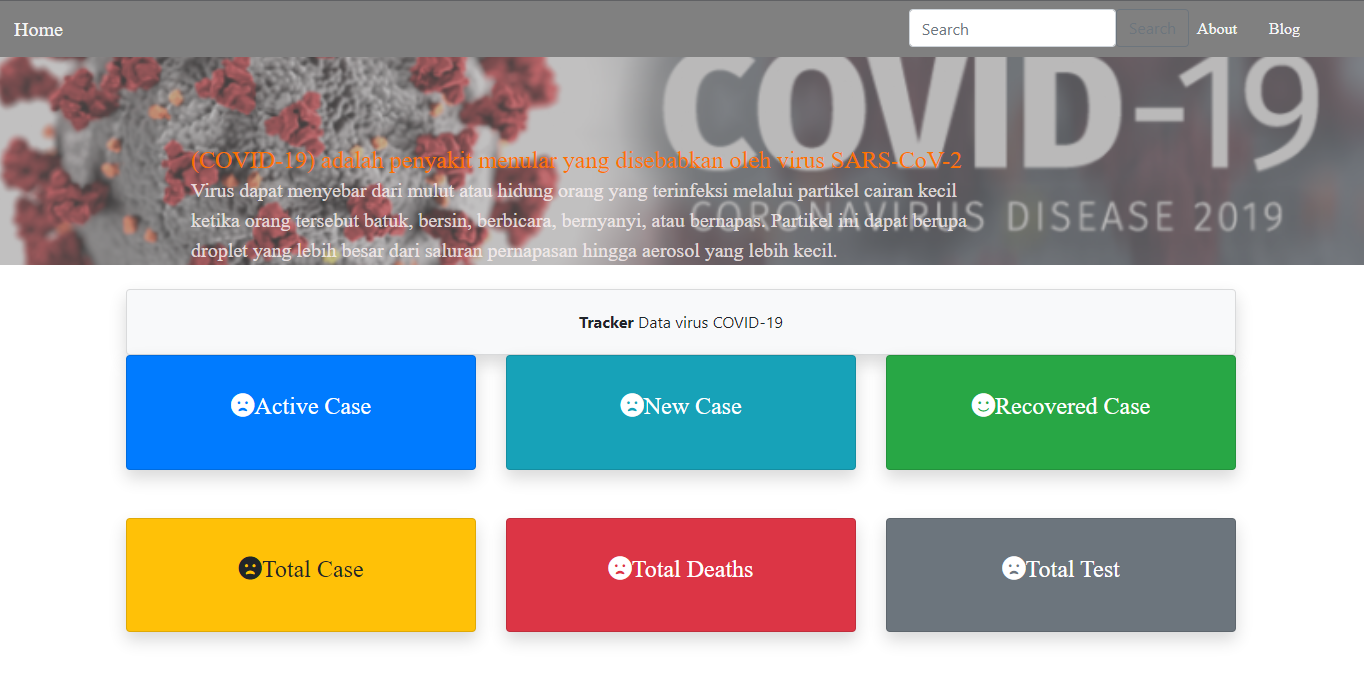 Home
Search
Search
About
Blog
COVID-19
(COVID-19) adalah penyakit menular yang disebabkan oleh virus SARS-CoV-2
Virus dapat menyebar dari mulut atau hidung orang yang terinfeksi melalui partikel cairan kecil
ketika orang tersebut batuk, bersin, berbicara, bernyanyi, atau bernapas. Partikel ini dapat berupa
droplet yang lebih besar dari saluran pernapasan hingga aerosol yang lebih kecil.
CORONAVIRUS DISEASE 2019
Tracker Data virus COVID-19
Active Case
New Case
Recovered Case
Total Case
Total Deaths
Total Test